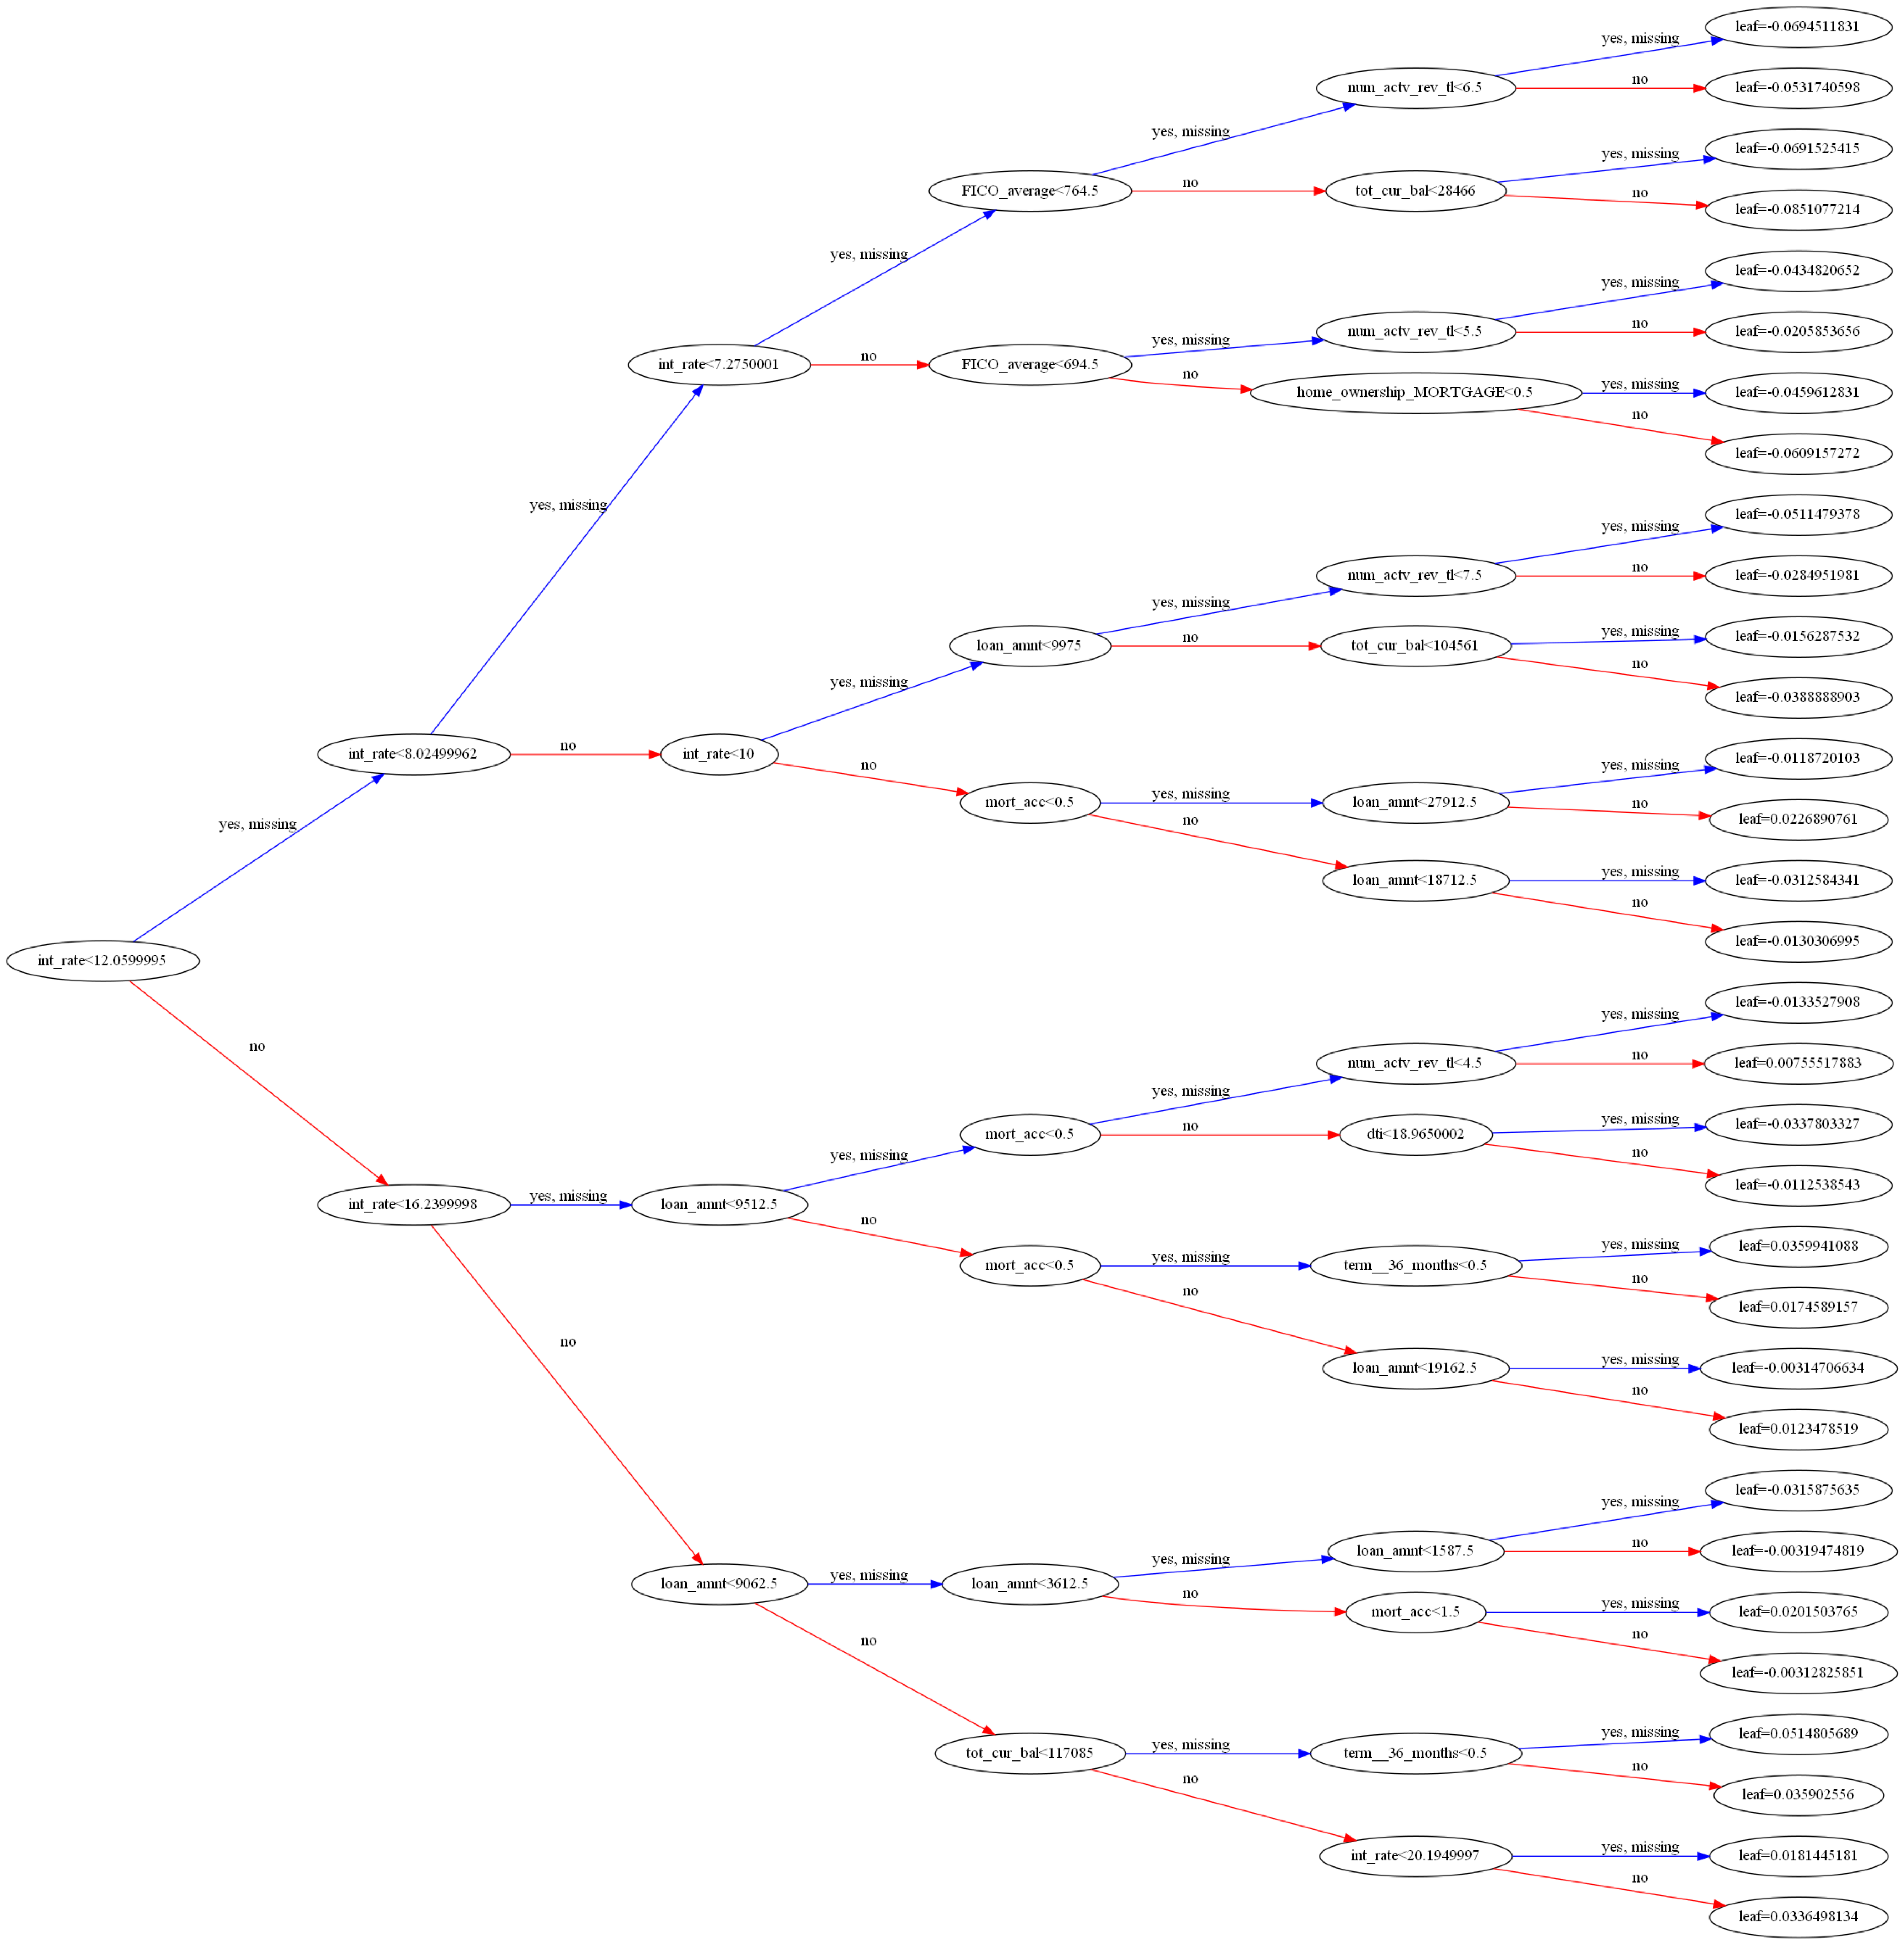 yes, missing
leaf=-0.0694511831
num_actv_rev_tl<6.5
no
leaf=-0.0531740598
yes, missing
yes, missing
leaf=-0.0691525415
FICO_average<764.5
no
tot_cur_bal<28466
no
leaf=-0.0851077214
yes, missing
yes, missing
leaf=-0.0434820652
num_actv_rev_tl<5.5
no
leaf=-0.0205853656
yes, missing
int_rate<7.2750001
no
FICO_average<694.5
no
home_ownership_MORTGAGE<0.5
yes, missing
leaf=-0.0459612831
no
leaf=-0.0609157272
yes, missing
yes, missing
leaf=-0.0511479378
num_actv_rev_tl<7.5
no
leaf=-0.0284951981
yes, missing
loan_amnt<9975
no
tot_cur_bal<104561
yes, missing
leaf=-0.0156287532
no
leaf=-0.0388888903
yes, missing
int_rate<8.02499962
no
int_rate<10
no
mort_acc<0.5
yes, missing
loan_amnt<27912.5
yes, missing
leaf=-0.0118720103
no
leaf=0.0226890761
no
loan_amnt<18712.5
yes, missing
leaf=-0.0312584341
no
leaf=-0.0130306995
yes, missing
int_rate<12.0599995
no
yes, missing
leaf=-0.0133527908
num_actv_rev_tl<4.5
no
leaf=0.00755517883
yes, missing
mort_acc<0.5
no
dti<18.9650002
yes, missing
leaf=-0.0337803327
no
leaf=-0.0112538543
yes, missing
int_rate<16.2399998
yes, missing
loan_amnt<9512.5
no
mort_acc<0.5
yes, missing
term__36_months<0.5
yes, missing
leaf=0.0359941088
no
leaf=0.0174589157
no
loan_amnt<19162.5
yes, missing
leaf=-0.00314706634
no
leaf=0.0123478519
no
yes, missing
leaf=-0.0315875635
loan_amnt<1587.5
no
leaf=-0.00319474819
yes, missing
loan_amnt<9062.5
yes, missing
loan_amnt<3612.5
no
mort_acc<1.5
yes, missing
leaf=0.0201503765
no
leaf=-0.00312825851
no
tot_cur_bal<117085
yes, missing
term__36_months<0.5
yes, missing
leaf=0.0514805689
no
leaf=0.035902556
no
int_rate<20.1949997
yes, missing
leaf=0.0181445181
no
leaf=0.0336498134